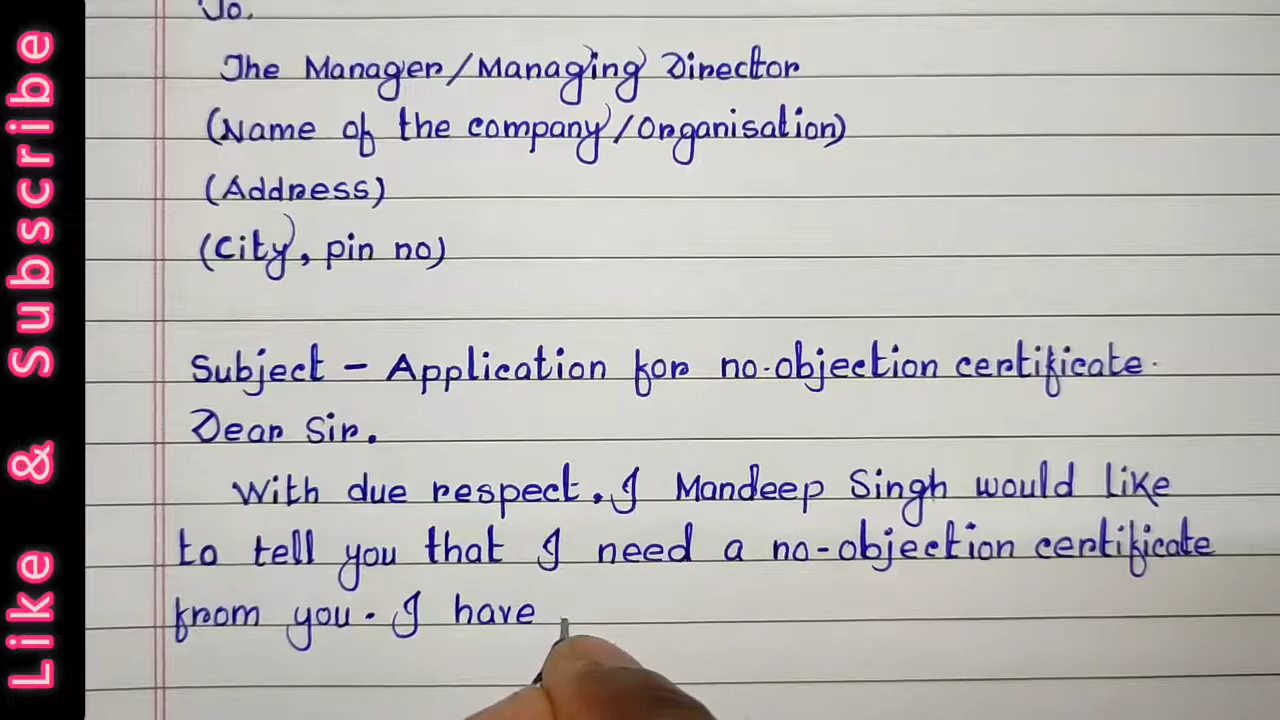 To,
The Manager/Managing Director
(Name of the company/Organisation)
(Address)
(City, pin no)
Subject - Application for no-objection certificate.
Dear Sir,
With due respect, I Mandeep Singh would like
to tell you that I need a no-objection certificate
from you. I have
Like & Subscribe